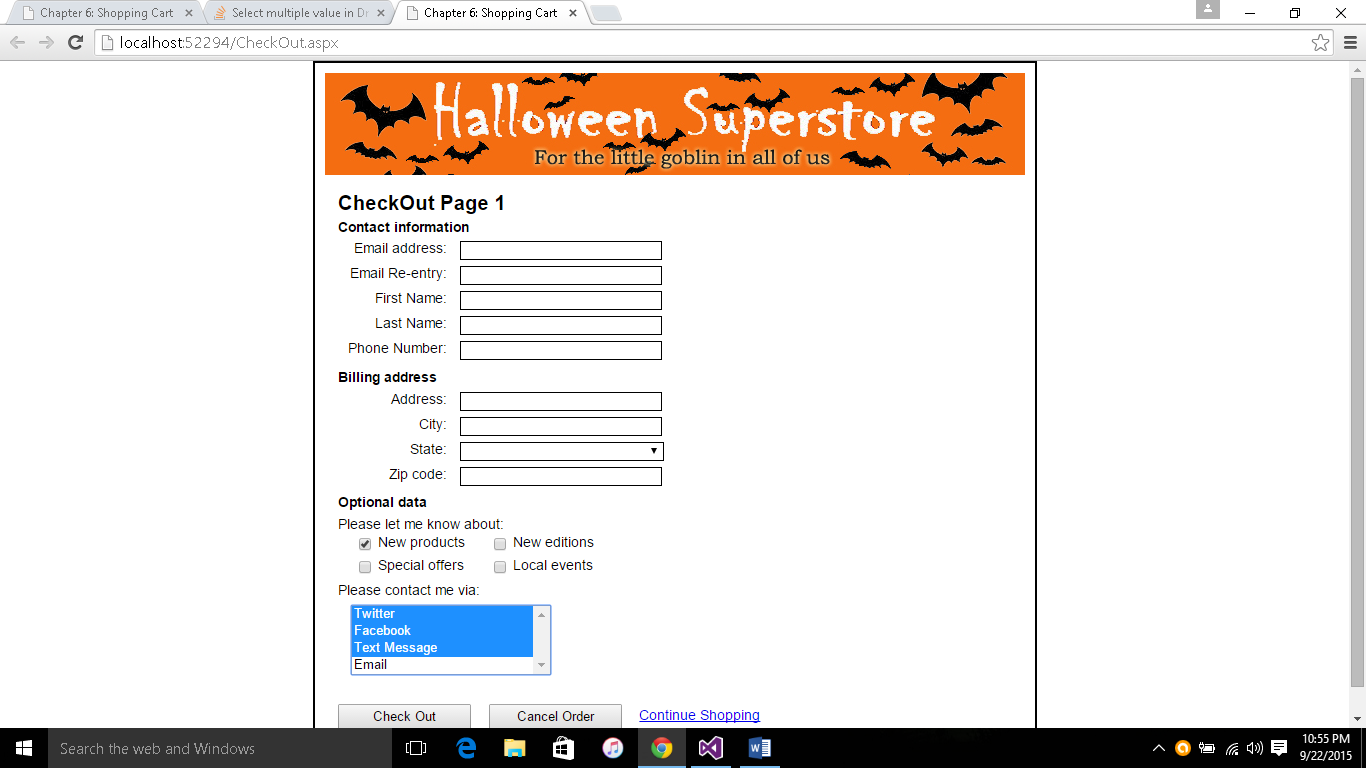 Chapter 6: Shopping Cart
Select multiple value in Dr
Chapter 6: Shopping Cart
localhost:52294/CheckOut.aspx
Halloween Superstore
For the little goblin in all of us
CheckOut Page 1
Contact information
Email address:
Email Re-entry:
First Name:
Last Name:
Phone Number:
Billing address
Address:
City:
State:
Zip code:
Optional data
Please let me know about:
New products New editions
Special offers Local events
Please contact me via:
Twitter
Facebook
Text Message
Email
Check Out Cancel Order Continue Shopping
Search the web and Windows
10:55 PM
9/22/2015